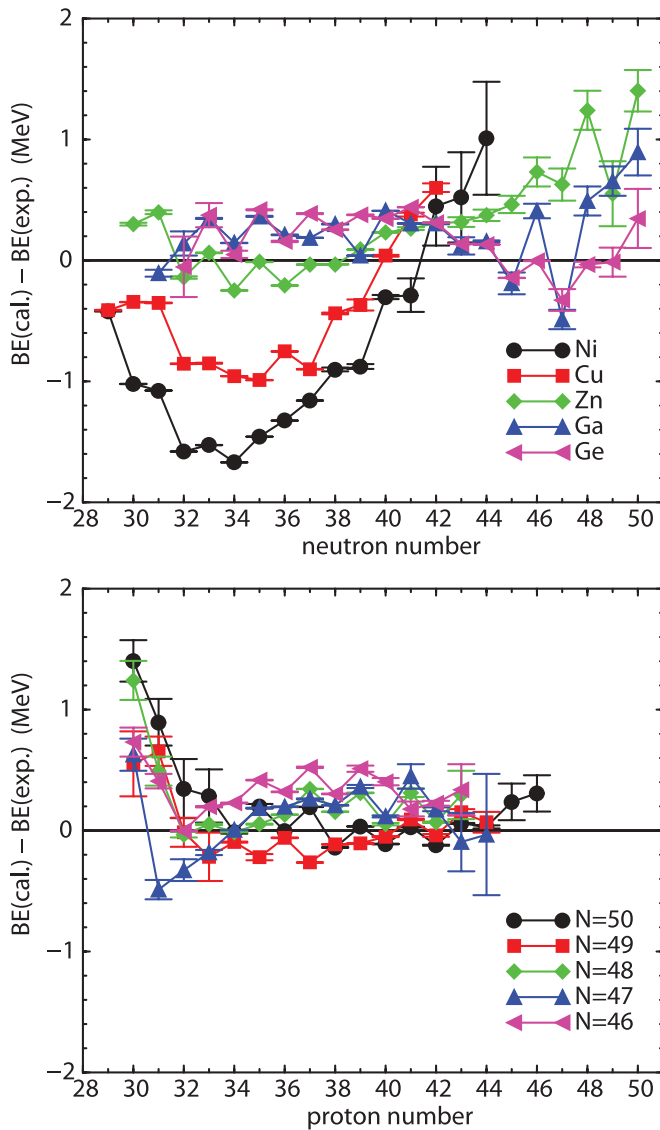 BE(cal.) − BE(exp.) (MeV)
2
1
0
−1
−2
Ni
Cu
Zn
Ga
Ge
28 30 32 34 36 38 40 42 44 46 48 50
neutron number
BE(cal.) − BE(exp.) (MeV)
2
1
0
−1
−2
N=50
N=49
N=48
N=47
N=46
28 30 32 34 36 38 40 42 44 46 48 50
proton number